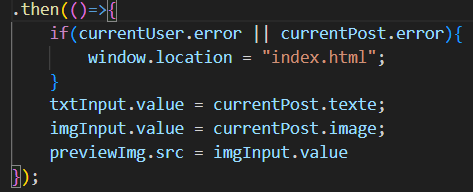 .then(()=>{
    if(currentUser.error || currentPost.error){
        window.location = "index.html";
    }
    txtInput.value = currentPost.texte;
    imgInput.value = currentPost.image;
    previewImg.src = imgInput.value
});